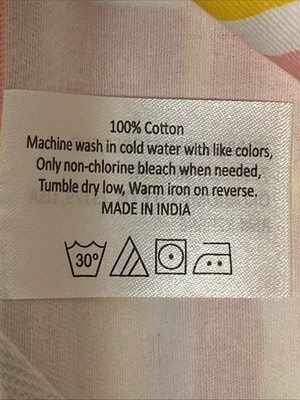 100% Cotton
Machine wash in cold water with like colors,
Only non-chlorine bleach when needed,
Tumble dry low, Warm iron on reverse.
MADE IN INDIA
30°